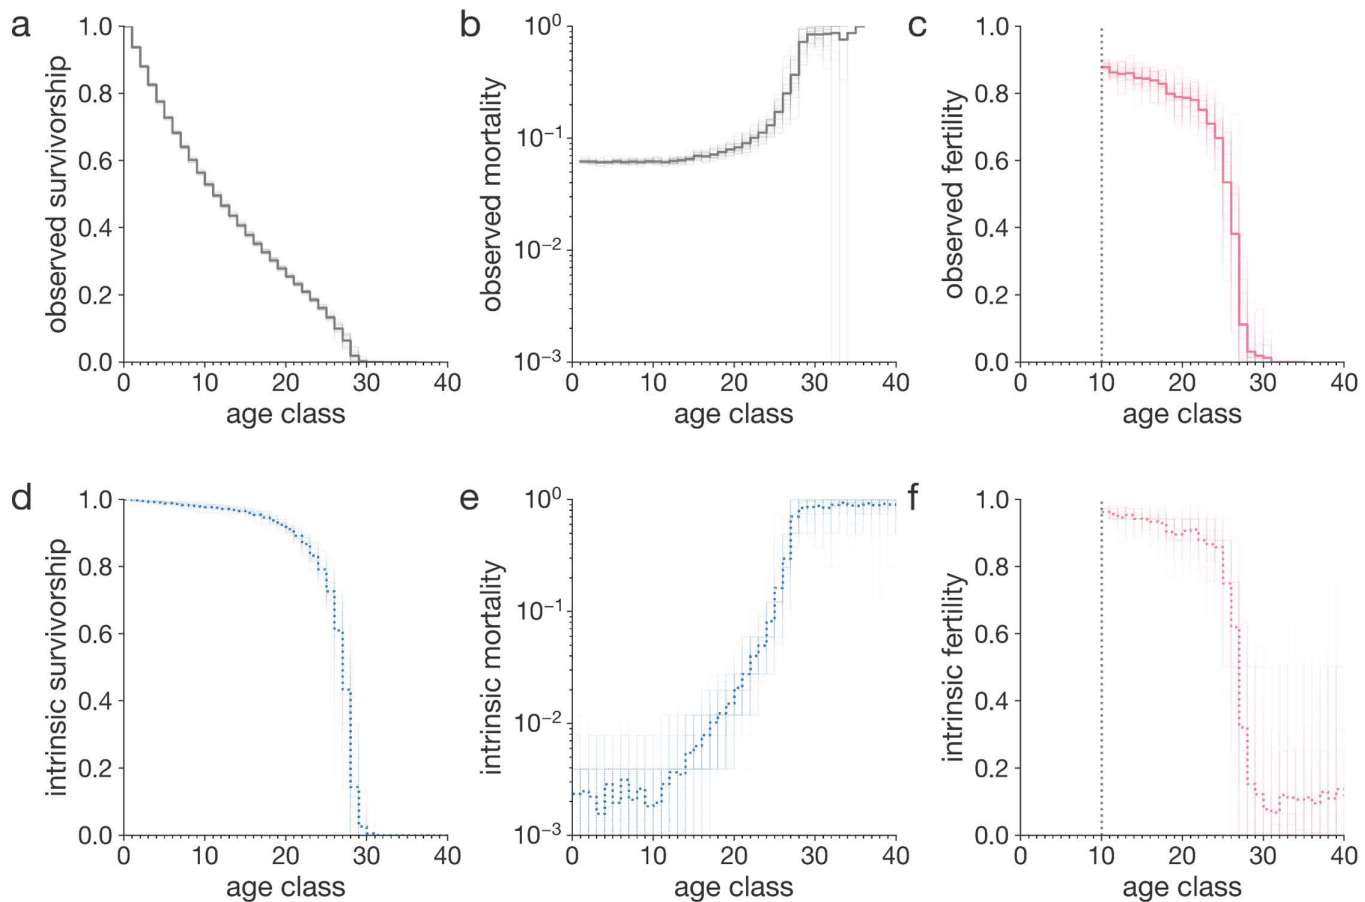 a
observed survivorship
1.0
0.8
0.6
0.4
0.2
0.0
0 10 20 30 40
age class
b
observed mortality
10⁰
10⁻¹
10⁻²
10⁻³
0 10 20 30 40
age class
c
observed fertility
1.0
0.8
0.6
0.4
0.2
0.0
0 10 20 30 40
age class
d
intrinsic survivorship
1.0
0.8
0.6
0.4
0.2
0.0
0 10 20 30 40
age class
e
intrinsic mortality
10⁰
10⁻¹
10⁻²
10⁻³
0 10 20 30 40
age class
f
intrinsic fertility
1.0
0.8
0.6
0.4
0.2
0.0
0 10 20 30 40
age class